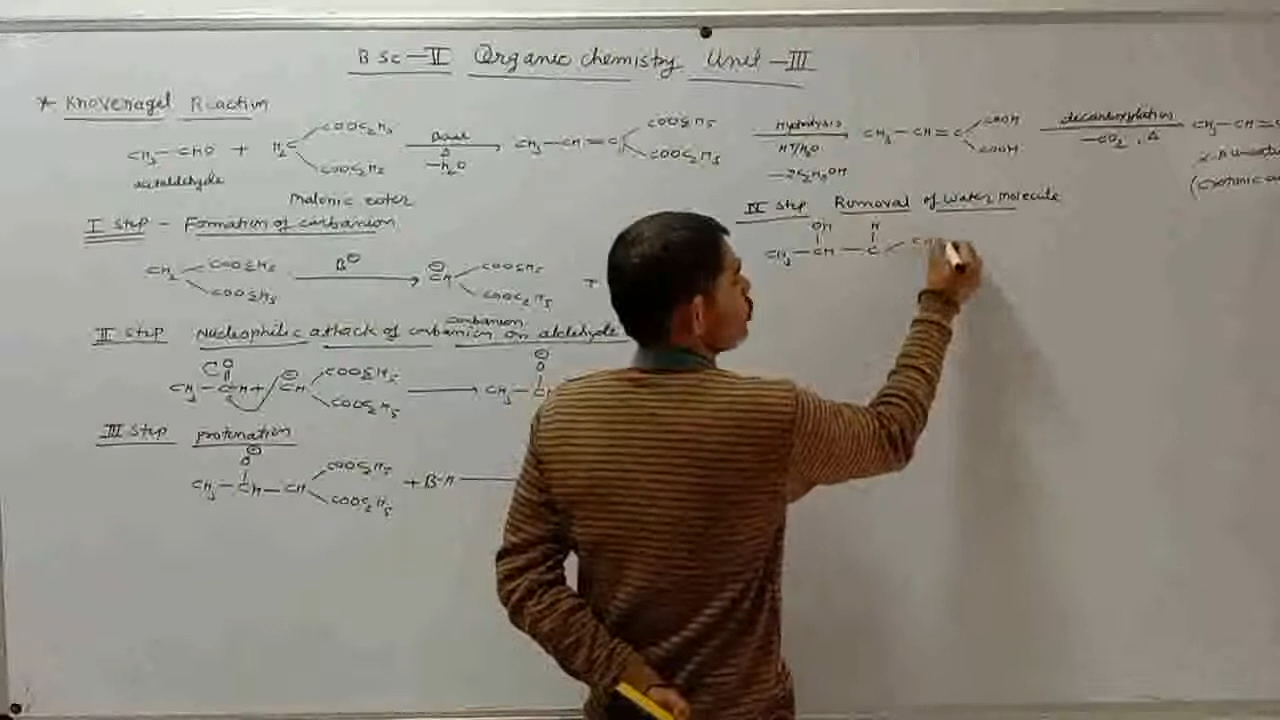 B Sc-II Organic chemistry Unit -III
* Knovenagel Reaction
CH3 — CHO + H2C COOC2H5 COOC2H5 Base Δ -H2O CH3 — CH = C COOC2H5 COOC2H5 Hydrolysis H+/H2O -2C2H5OH CH3 — CH = C COOH COOH decarboxylation -CO2, Δ CH3 — CH =
acetaldehyde Malonic ester
I Step - Formation of carbanion
CH2 COOC2H5 COOC2H5 B⊖ ⊖CH COOC2H5 COOC2H5 +
carbanion
II Step Nucleophilic attack of carbanion on aldehyde
CH3 — C — H + ⊖CH COOC2H5 COOC2H5 CH3 —
O O⊖
III Step protonation
O⊖
CH3 — CH — CH COOC2H5 COOC2H5 + B-H
IV Step Removal of water molecule
OH H
CH3 — CH — C